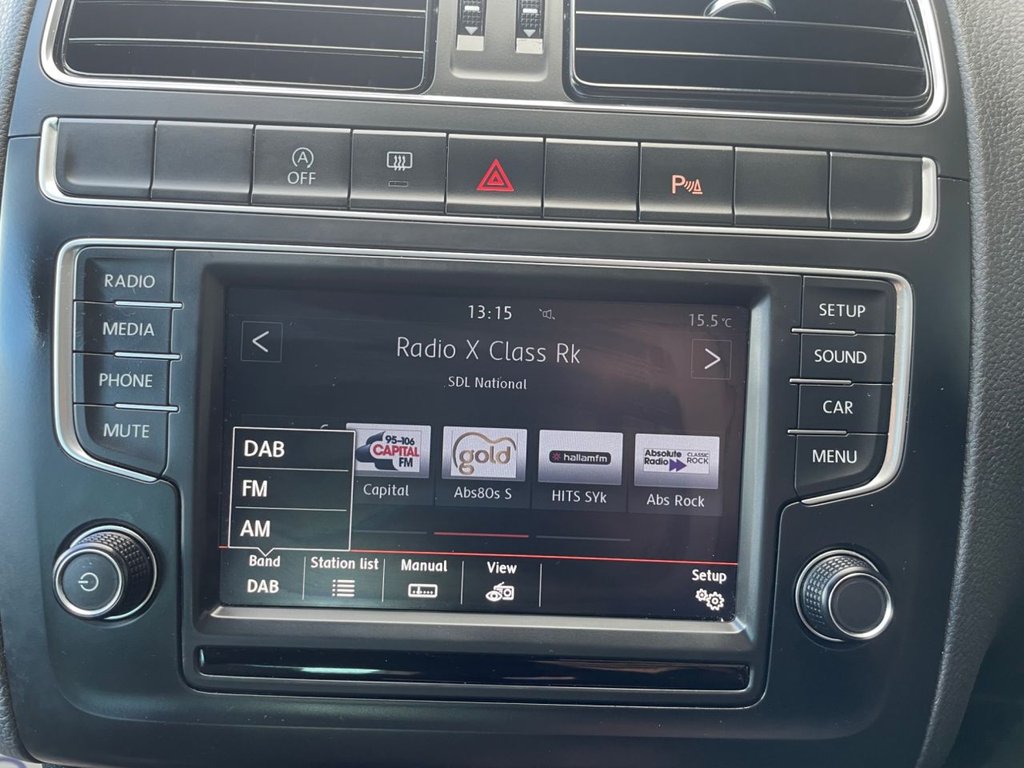 A
OFF
P
RADIO
MEDIA
PHONE
MUTE
SETUP
SOUND
CAR
MENU
13:15
15.5°C
<
Radio X Class Rk
>
SDL National
95-106
CAPITAL
FM
gold
hallamfm
Absolute Radio
CLASSIC ROCK
Capital
Abs80s S
HITS SYk
Abs Rock
DAB
FM
AM
Band
DAB
Station list
Manual
View
Setup